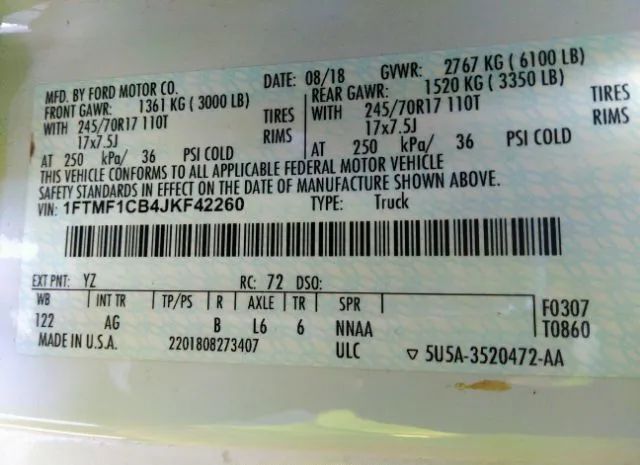 MFD. BY FORD MOTOR CO. DATE: 08/18 GVWR: 2767 KG ( 6100 LB)
FRONT GAWR: 1361 KG ( 3000 LB) REAR GAWR: 1520 KG ( 3350 LB)
WITH 245/70R17 110T TIRES WITH 245/70R17 110T TIRES
17x7.5J RIMS 17x7.5J RIMS
AT 250 kPa/ 36 PSI COLD AT 250 kPa/ 36 PSI COLD
THIS VEHICLE CONFORMS TO ALL APPLICABLE FEDERAL MOTOR VEHICLE
SAFETY STANDARDS IN EFFECT ON THE DATE OF MANUFACTURE SHOWN ABOVE.
VIN: 1FTMF1CB4JKF42260 TYPE: Truck
EXT PNT: YZ RC: 72 DSO:
WB INT TR TP/PS R AXLE TR SPR F0307
122 AG B L6 6 NNAA T0860
MADE IN U.S.A. 2201808273407 ULC ▽ 5U5A-3520472-AA